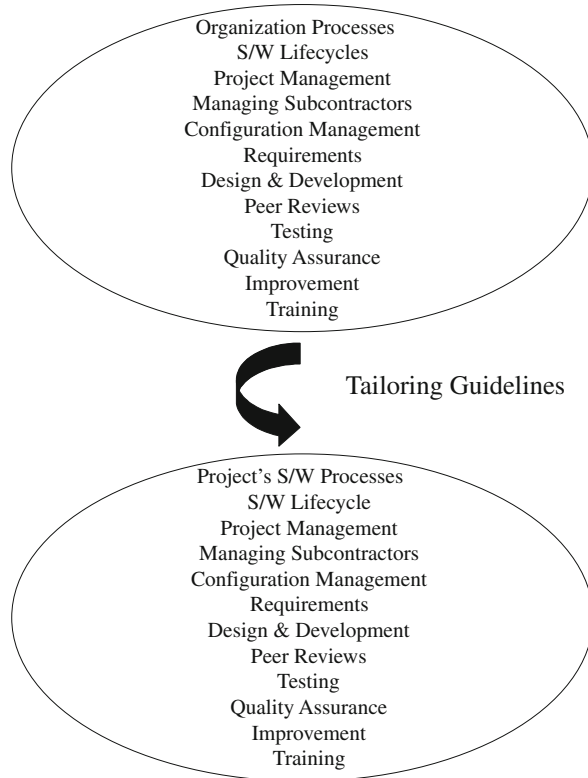 Organization Processes
S/W Lifecycles
Project Management
Managing Subcontractors
Configuration Management
Requirements
Design & Development
Peer Reviews
Testing
Quality Assurance
Improvement
Training
Tailoring Guidelines
Project's S/W Processes
S/W Lifecycle
Project Management
Managing Subcontractors
Configuration Management
Requirements
Design & Development
Peer Reviews
Testing
Quality Assurance
Improvement
Training